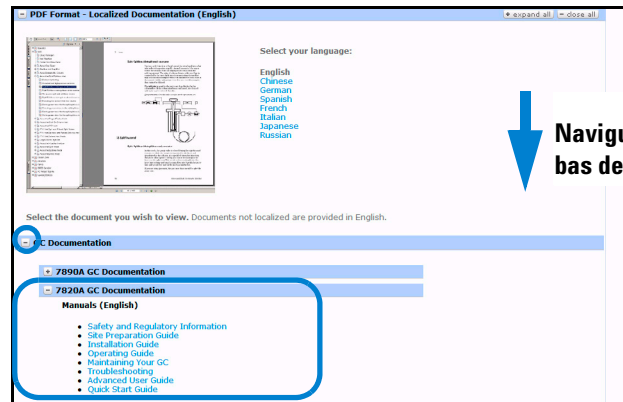 PDF Format - Localized Documentation (English)
expand all
close all
Select your language:
English
Chinese
German
Spanish
French
Italian
Japanese
Russian
bas de
Select the document you wish to view. Documents not localized are provided in English.
GC Documentation
7890A GC Documentation
7820A GC Documentation
Manuals (English)
Safety and Regulatory Information
Site Preparation Guide
Installation Guide
Operating Guide
Maintaining Your GC
Troubleshooting
Advanced User Guide
Quick Start Guide